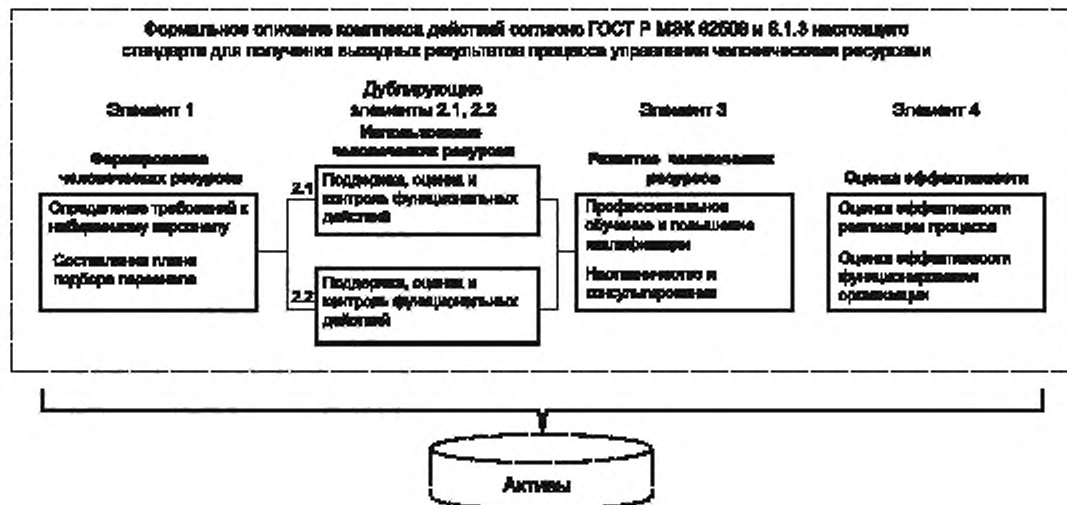 Формальное описание комплекса действий согласно ГОСТ Р МЭК 62508 и 6.1.3 настоящего
стандарта для получения выходных результатов процесса управления человеческими ресурсами
Элемент 1
Дублирующие
элементы 2.1, 2.2
Элемент 3
Элемент 4
Формирование
человеческих ресурсов
Использование
человеческих ресурсов
Развитие человеческих
ресурсов
Оценка эффективности
Определение требований к
набираемому персоналу
Составление плана
подбора персонала
2.1
Поддержка, оценка и
контроль функциональных
действий
2.2
Поддержка, оценка и
контроль функциональных
действий
Профессиональное
обучение и повышение
квалификации
Наставничество и
консультирование
Оценка эффективности
реализации процесса
Оценка эффективности
функционирования
организации
Активы